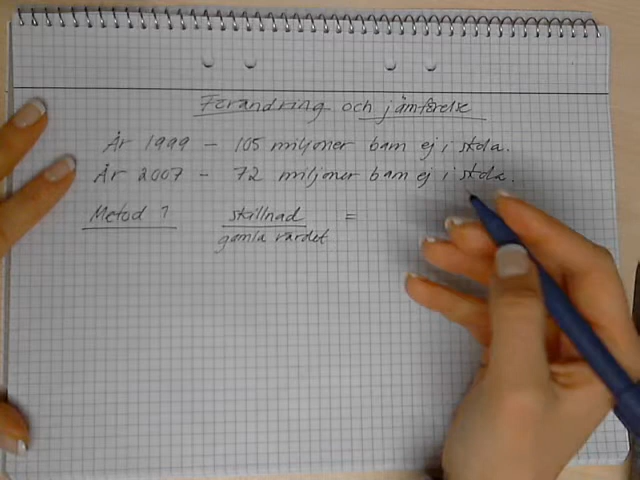 Förändring och jämförelse
År 1999 - 105 miljoner barn ej i skola.
År 2007 - 72 miljoner barn ej i skola.
Metod 1 skillnad =
gamla värdet